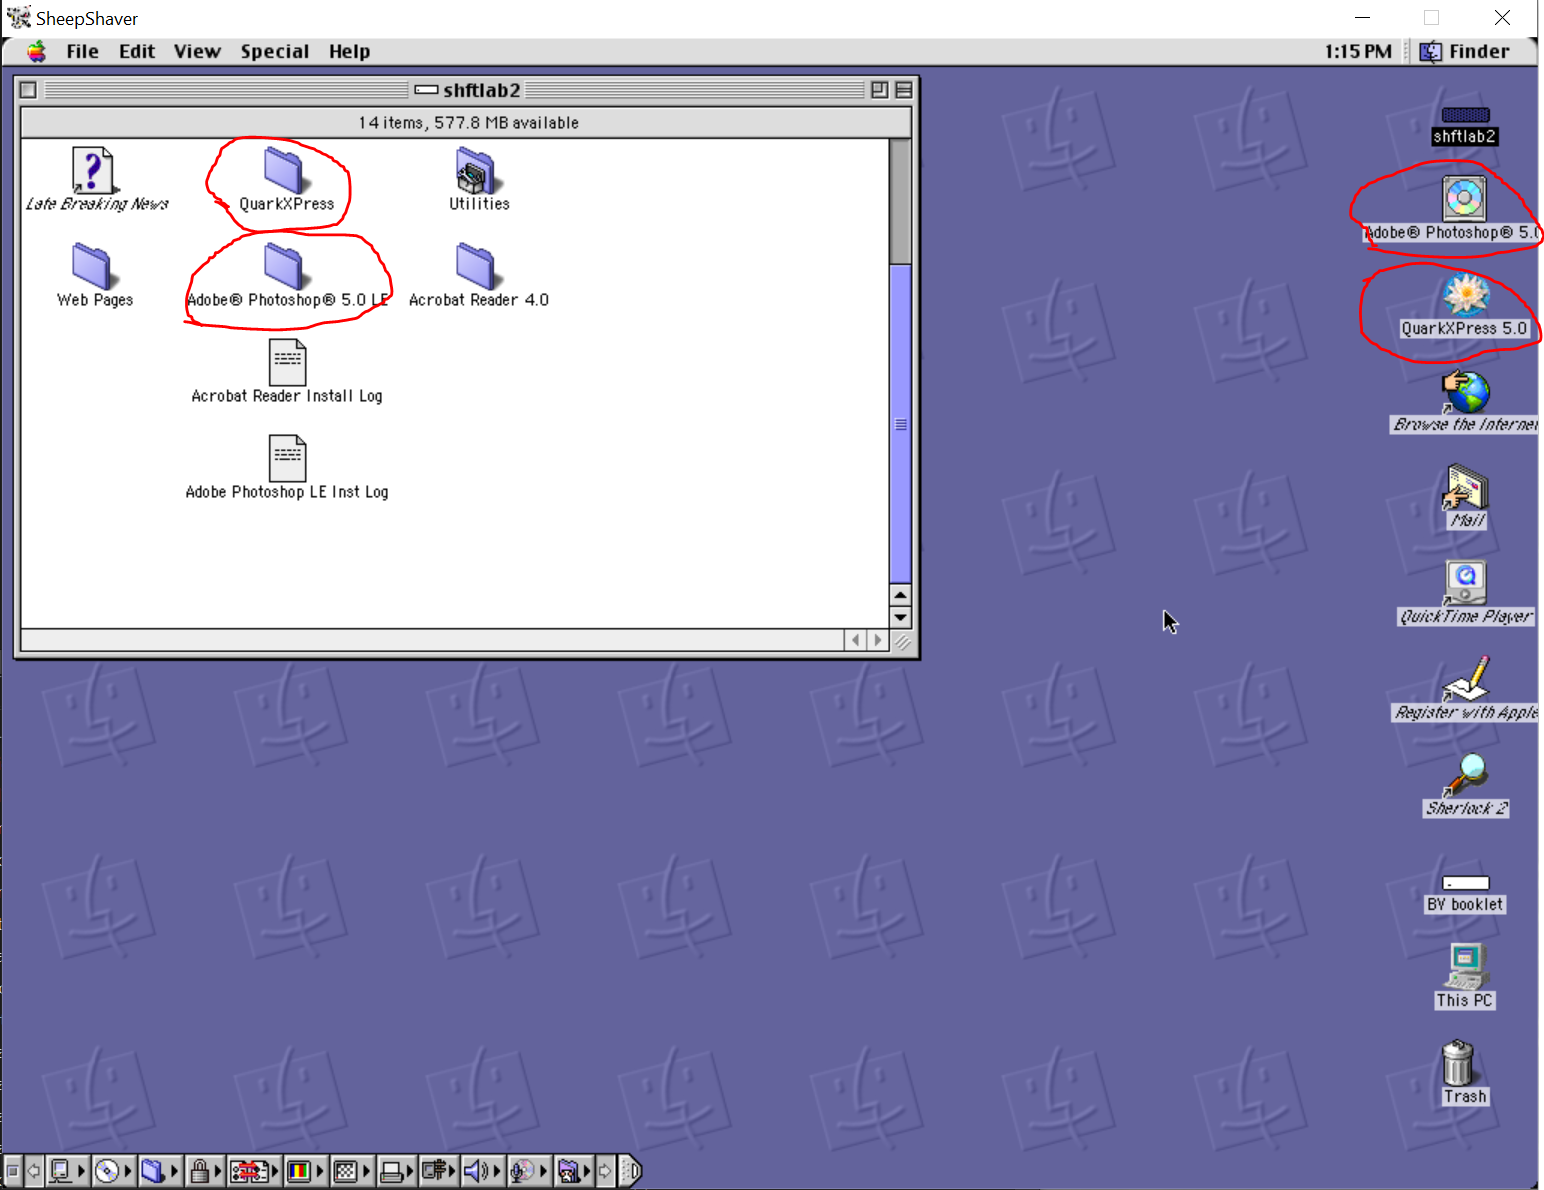 SheepShaver
File Edit View Special Help
1:15 PM Finder
shftlab2
14 items, 577.8 MB available
Late Breaking News
QuarkXPress
Utilities
Web Pages
Adobe® Photoshop® 5.0 LE
Acrobat Reader 4.0
Acrobat Reader Install Log
Adobe Photoshop LE Inst Log
shftlab2
Adobe® Photoshop® 5.0
QuarkXPress 5.0
Browse the Internet
Mail
QuickTime Player
Register with Apple
Sherlock 2
BV booklet
This PC
Trash